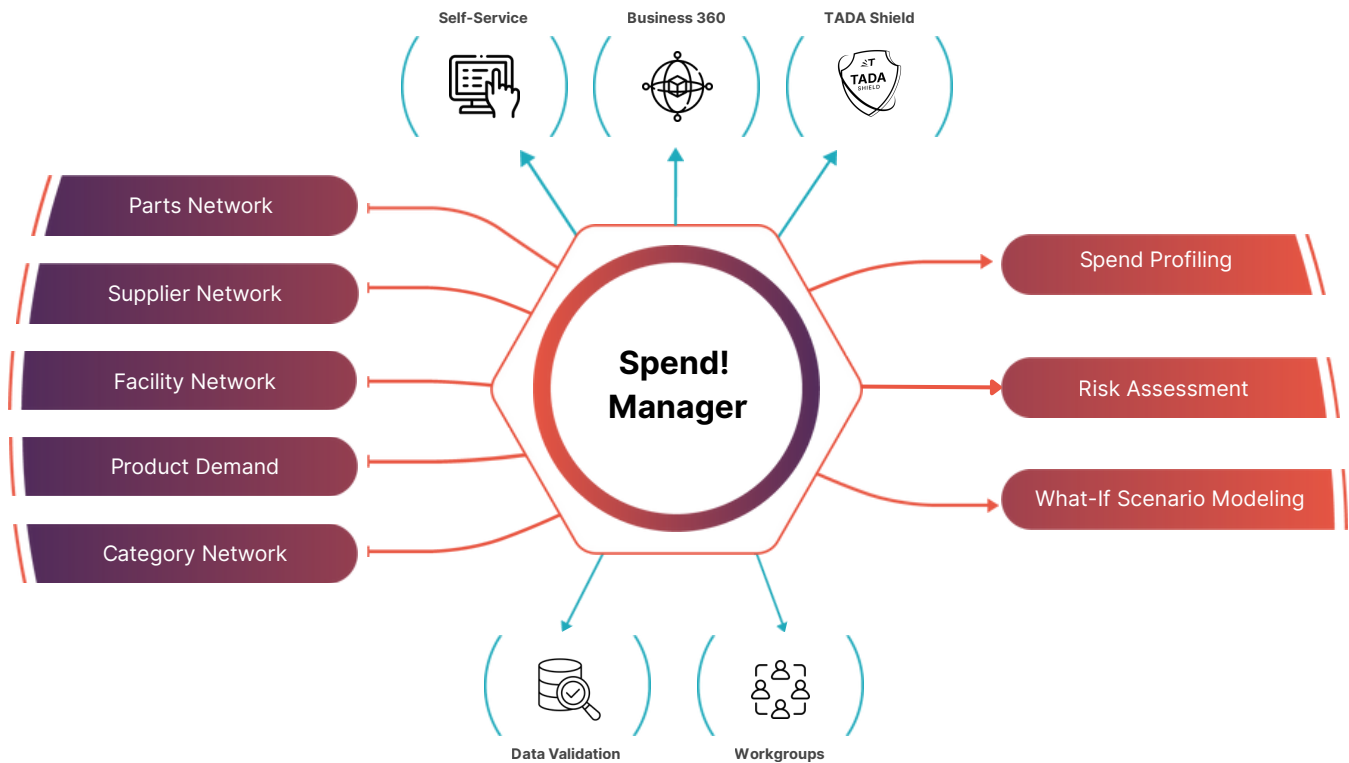 Self-Service
Business 360
TADA Shield
T
TADA
SHIELD
Parts Network
Supplier Network
Facility Network
Product Demand
Category Network
Spend!
Manager
Spend Profiling
Risk Assessment
What-If Scenario Modeling
Data Validation
Workgroups